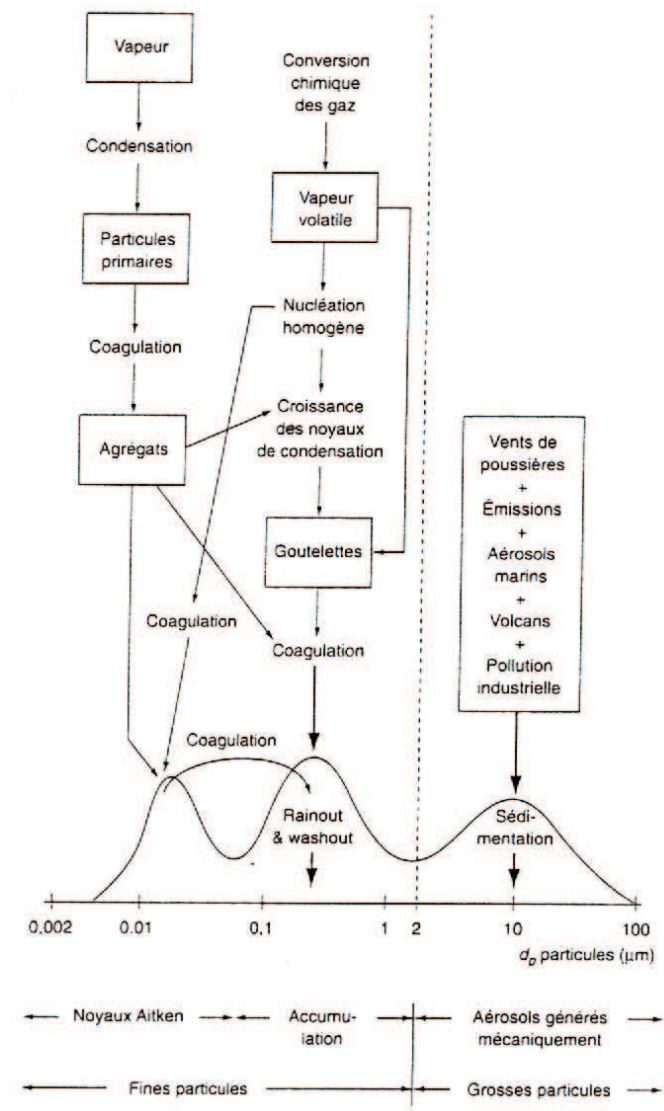 Vapeur
Condensation
Particules
primaires
Coagulation
Agrégats
Conversion
chimique
des gaz
Vapeur
volatile
Nucléation
homogène
Croissance
des noyaux
de condensation
Goutelettes
Coagulation
Coagulation
Vents de
poussières
+
Émissions
+
Aérosols
marins
+
Volcans
+
Pollution
industrielle
Coagulation
Rainout
& washout
Sédi-
mentation
0.002 0.01 0,1 1 2 10 100
dp particules (µm)
Noyaux Aitken
Accumu-
lation
Aérosols générés
mécaniquement
Fines particules
Grosses particules